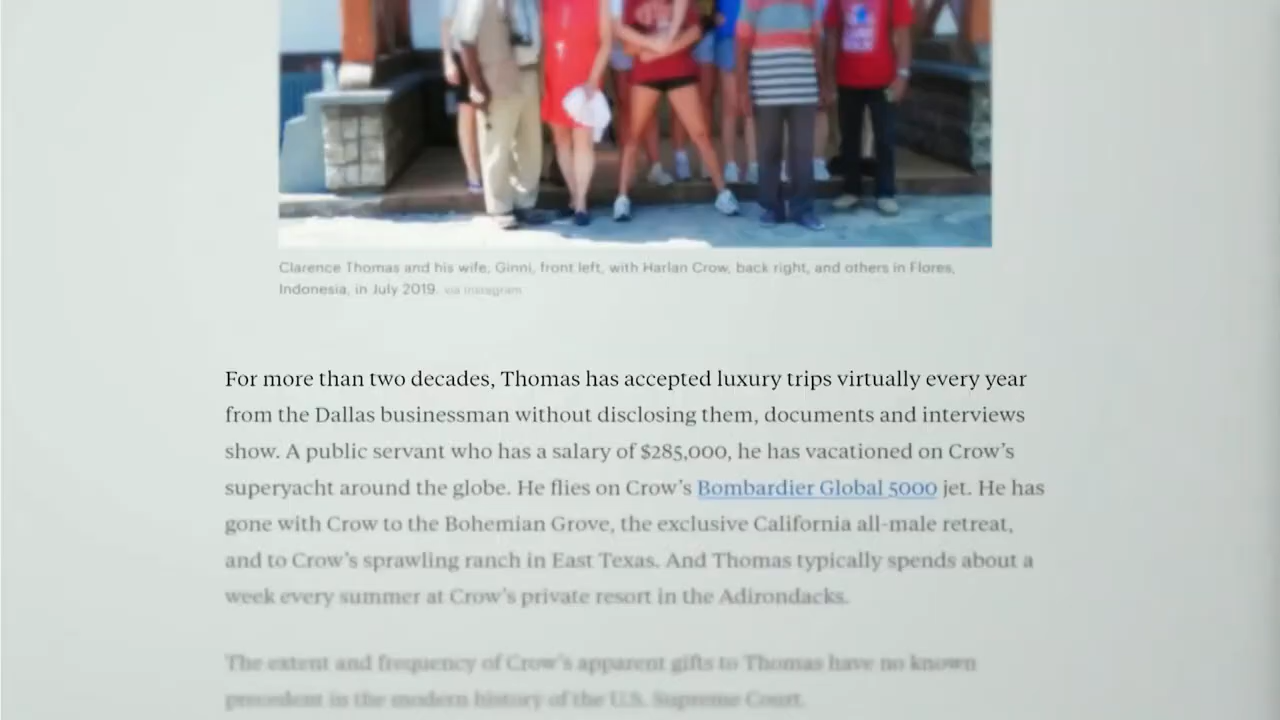 Clarence Thomas and his wife, Ginni, front left, with Harlan Crow, back right, and others in Flores,
Indonesia, in July 2019. via Instagram
For more than two decades, Thomas has accepted luxury trips virtually every year
from the Dallas businessman without disclosing them, documents and interviews
show. A public servant who has a salary of $285,000, he has vacationed on Crow’s
superyacht around the globe. He flies on Crow’s Bombardier Global 5000 jet. He has
gone with Crow to the Bohemian Grove, the exclusive California all-male retreat,
and to Crow’s sprawling ranch in East Texas. And Thomas typically spends about a
week every summer at Crow’s private resort in the Adirondacks.
The extent and frequency of Crow’s apparent gifts to Thomas have no known
precedent in the modern history of the U.S. Supreme Court.